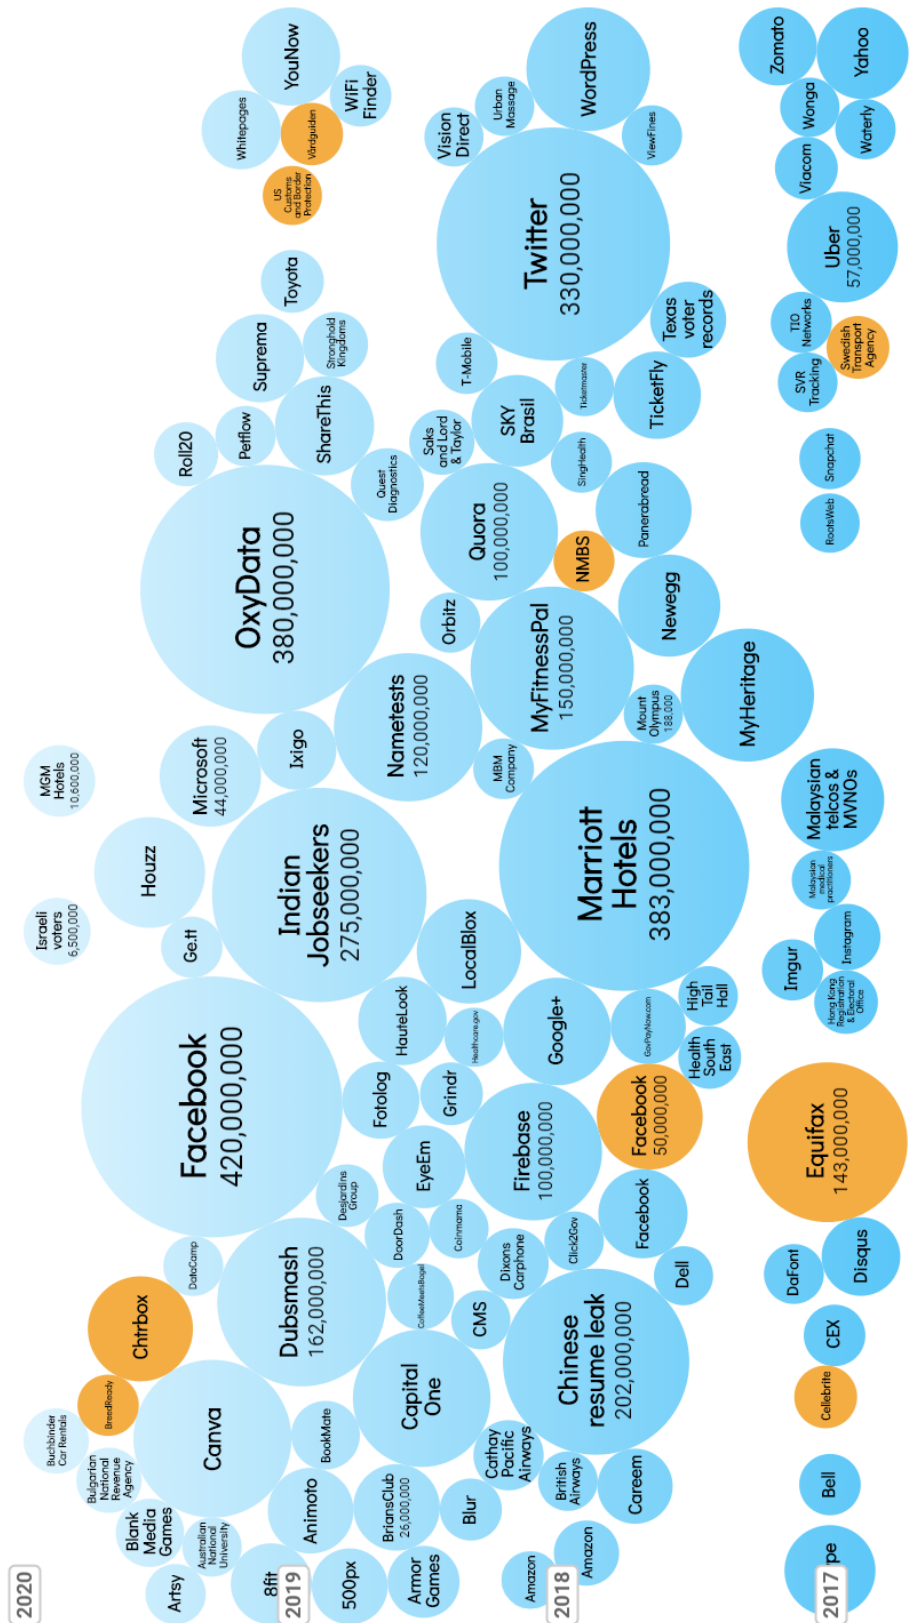 2020
Buchbinder
Car Rentals
Israeli
voters
6,500,000
MGM
Hotels
10,600,000
BrendReady
Chtrbox
Bulgarian
National
Revenue
Agency
Blank
Media
Games
Artsy
Australian
National
University
Canva
DataCamp
Facebook
420,000,000
Ge.tt
Houzz
Microsoft
44,000,000
Roll20
Petflow
Suprema
Whitepages
YouNow
2019
8fit
Animoto
BookMate
Dubsmash
162,000,000
Indian
Jobseekers
275,000,000
Ixigo
OxyData
380,000,000
ShareThis
Stronghold
Kingdoms
Toyota
US
Customs
and Border
Protection
Vårdguiden
WiFi
Finder
500px
Armor
Games
BriansClub
26,000,000
Blur
Capital
One
CoffeeMeetsBagel
CMS
DoorDash
Desjardins
Group
Coinmama
EyeEm
Fotolog
Grindr
HauteLook
Healthcare.gov
LocalBlox
Nametests
120,000,000
MBM
Company
Orbitz
Quest
Diagnostics
Saks
and Lord
& Taylor
Quora
100,000,000
T-Mobile
SKY
Brasil
Vision
Direct
Urban
Massage
WordPress
2018
Amazon
Amazon
British
Airways
Cathay
Pacific
Airways
Careem
Chinese
resume leak
202,000,000
Dixons
Carphone
Click2Gov
Dell
Facebook
Firebase
100,000,000
Facebook
50,000,000
Google+
GovPayNow.com
Health
South
East
High
Tail
Hall
Marriott
Hotels
383,000,000
Mount
Olympus
188,000
MyFitnessPal
150,000,000
MyHeritage
Newegg
NMBS
Panerabread
SingHealth
Ticketmaster
TicketFly
Texas
voter
records
Twitter
330,000,000
ViewFines
2017
pe
Bell
Cellebrite
CEX
DaFont
Disqus
Equifax
143,000,000
Hong Kong
Registration
& Electoral
Office
Imgur
Instagram
Malaysian
medical
practitioners
Malaysian
telcos &
MVNOs
RootsWeb
Snapchat
SVR
Tracking
Swedish
Transport
Agency
TIO
Networks
Uber
57,000,000
Viacom
Waterly
Wonga
Yahoo
Zomato